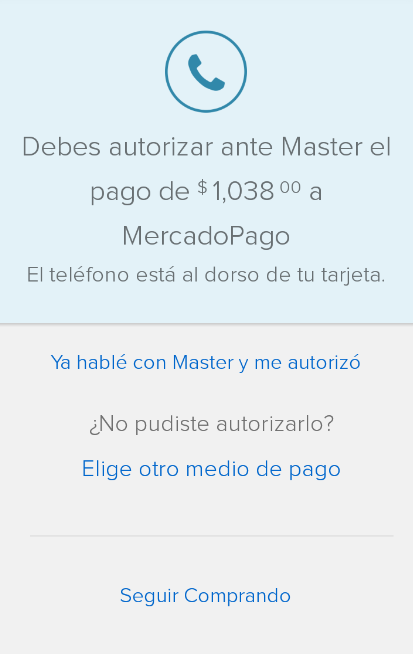 Debes autorizar ante Master el
pago de $ 1,038 00 a
MercadoPago
El teléfono está al dorso de tu tarjeta.
Ya hablé con Master y me autorizó
¿No pudiste autorizarlo?
Elige otro medio de pago
Seguir Comprando